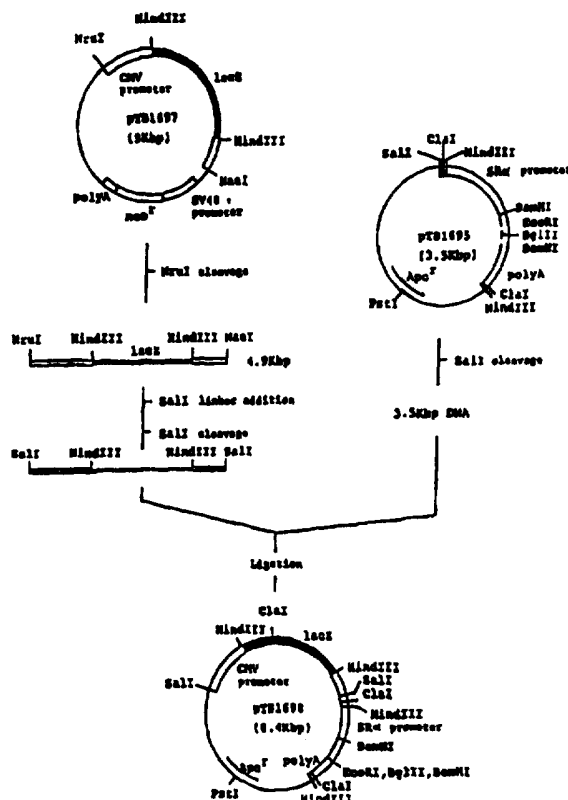 HindIII
NruI
lacZ
CMV
promoter
pTB1697
(9Kbp)
HindIII
NaeI
SV40
promoter
neo r
polyA
NruI cleavage
ClaI
SalI
HindIII
SRα promoter
BamHI
EcoRI
BglII
BamHI
pTB1695
(3.5Kbp)
polyA
Apo r
ClaI
HindIII
PstI
SalI cleavage
3.5Kbp DNA
NruI HindIII HindIII NaeI
lacZ
4.9Kbp
SalI linker addition
SalI cleavage
SalI HindIII HindIII SalI
Ligation
ClaI
HindIII
lacZ
CMV
promoter
SalI
HindIII
SalI
ClaI
HindIII
SRα promoter
pTB1698
(8.4Kbp)
BamHI
polyA
EcoRI, BglII, BamHI
Apo r
ClaI
HindIII
PstI